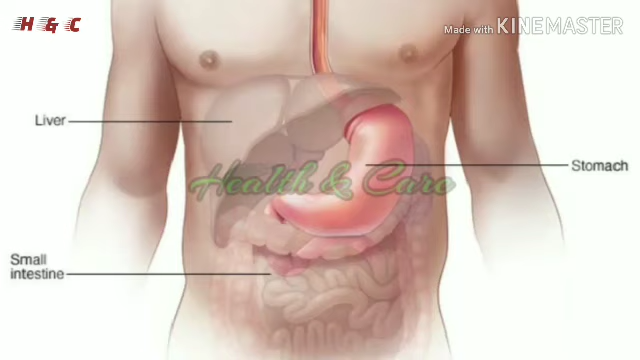 H & C
Made with KINEMASTER
Liver
Stomach
Health & Care
Small
intestine